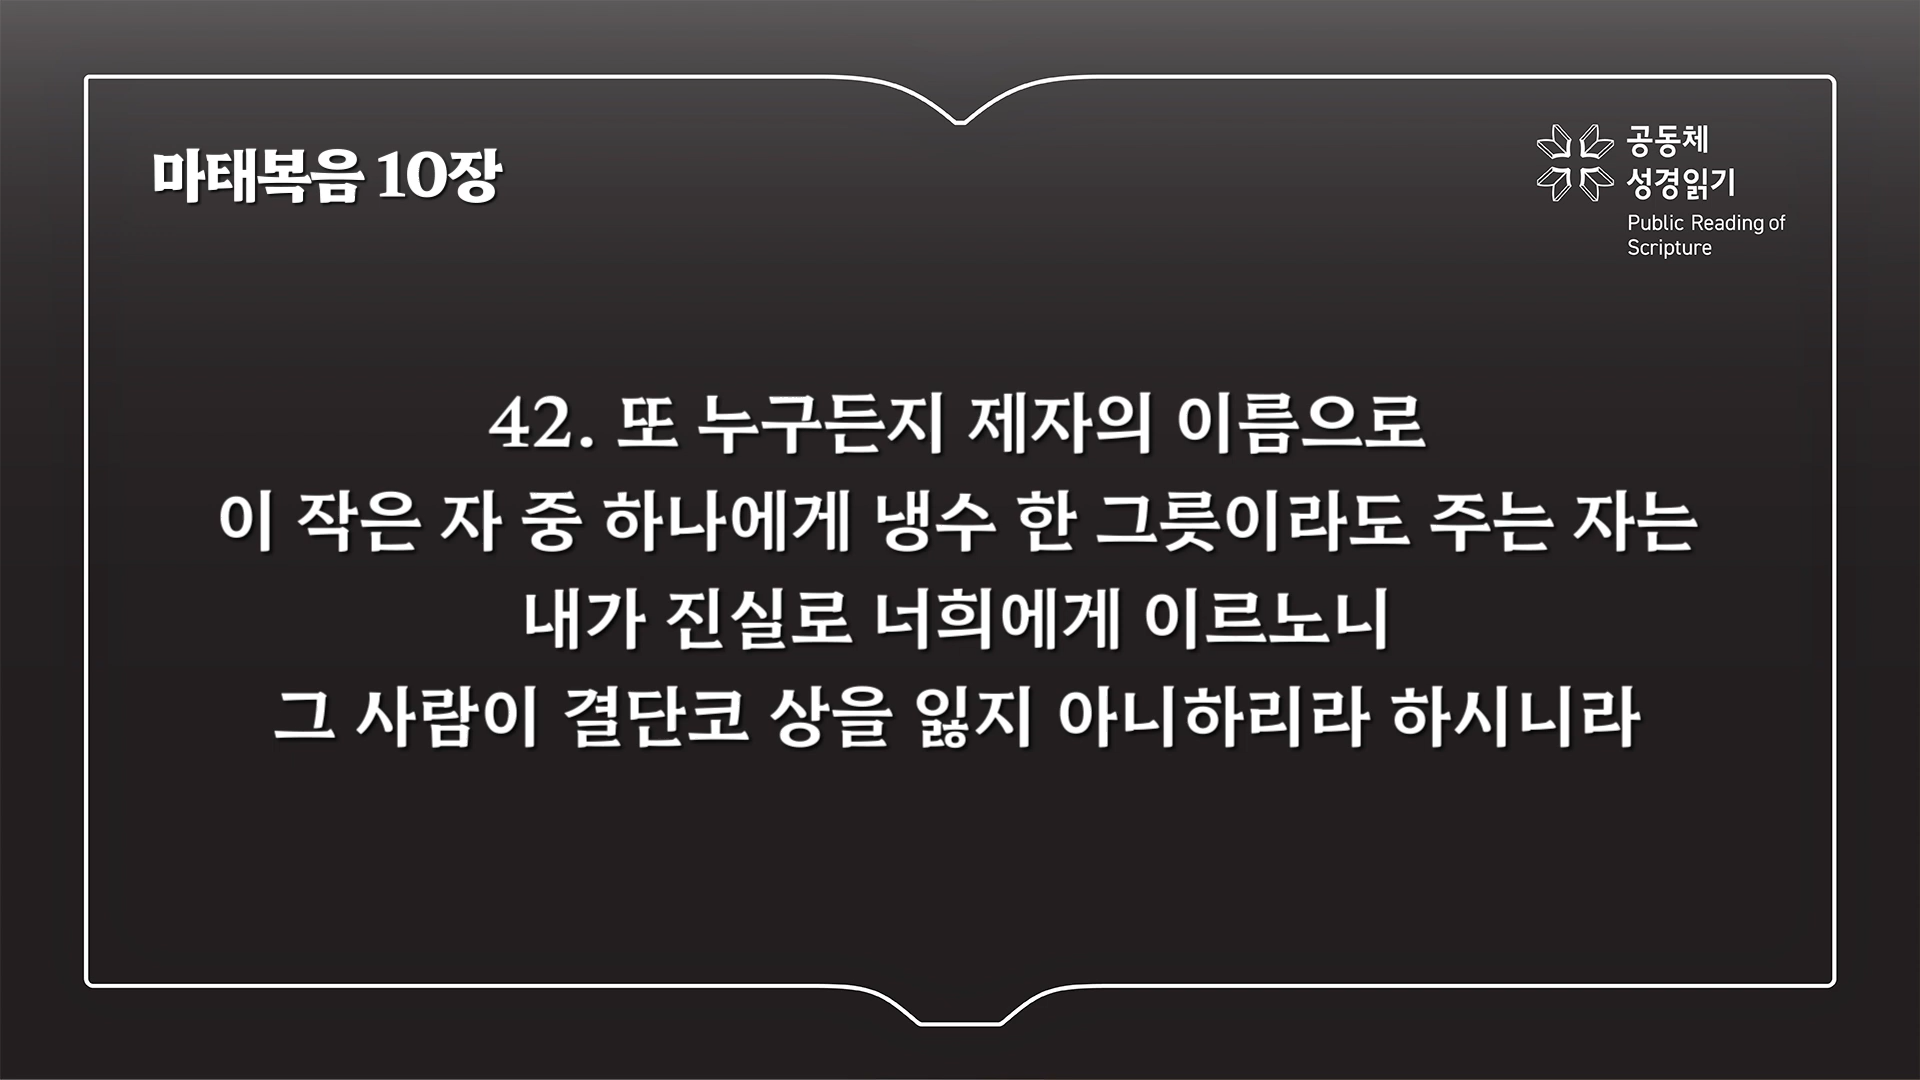 마태복음 10장
공동체
성경읽기
Public Reading of
Scripture
42. 또 누구든지 제자의 이름으로
이 작은 자 중 하나에게 냉수 한 그릇이라도 주는 자는
내가 진실로 너희에게 이르노니
그 사람이 결단코 상을 잃지 아니하리라 하시니라